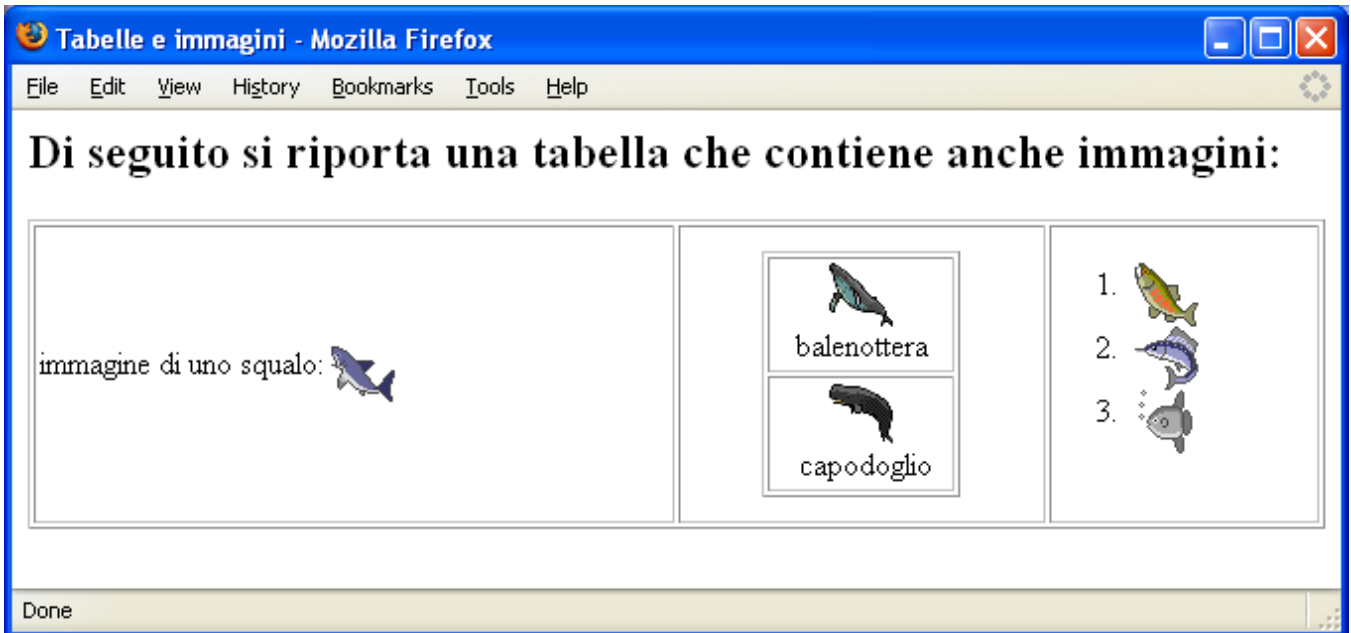 Tabelle e immagini - Mozilla Firefox
File Edit View History Bookmarks Tools Help
Di seguito si riporta una tabella che contiene anche immagini:
immagine di uno squalo:
balenottera
capodoglio
1.
2.
3.
Done